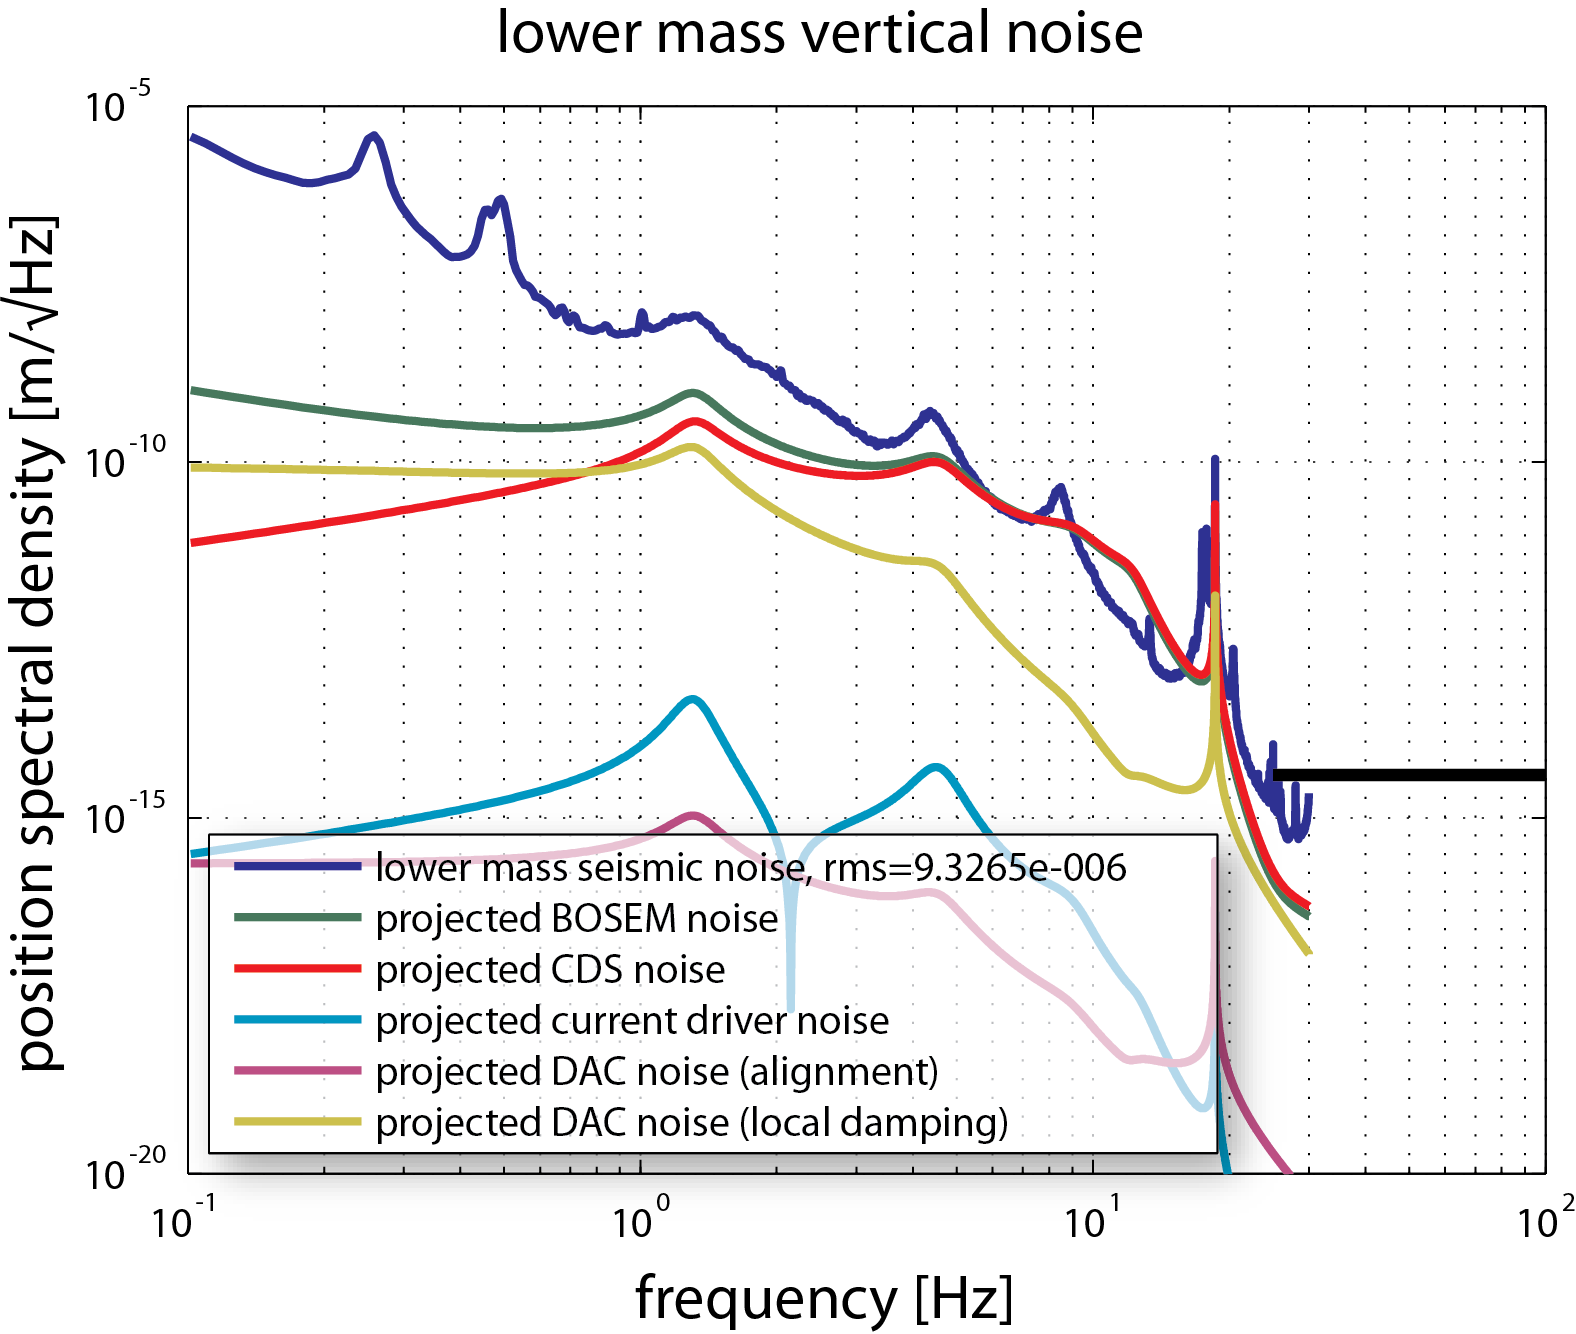 lower mass vertical noise
position spectral density [m/√Hz]
10^-5
10^-10
10^-15
10^-20
lower mass seismic noise, rms=9.3265e-006
projected BOSEM noise
projected CDS noise
projected current driver noise
projected DAC noise (alignment)
projected DAC noise (local damping)
10^-1 10^0 10^1 10^2
frequency [Hz]